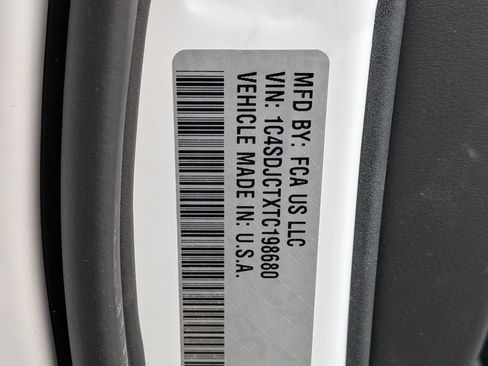 MFD BY: FCA US LLC
VIN: 1C4SDJCTXTC198680
VEHICLE MADE IN: U.S.A.